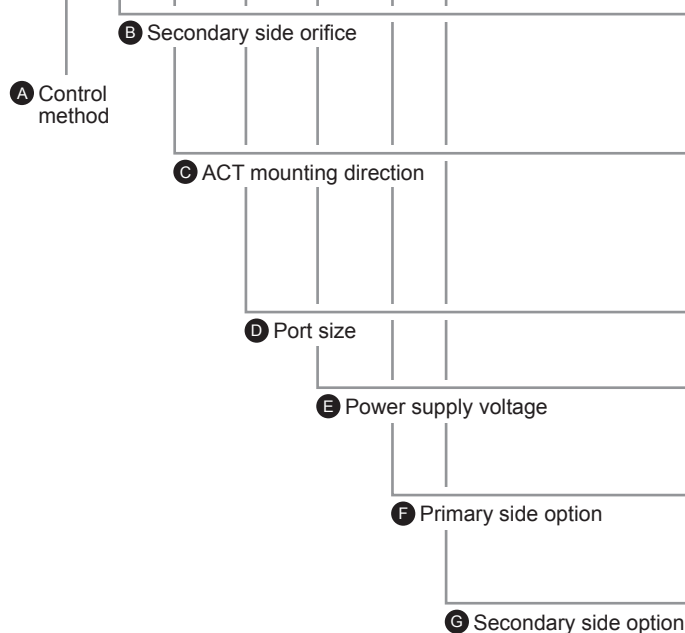 B Secondary side orifice
A Control
method
C ACT mounting direction
D Port size
E Power supply voltage
F Primary side option
G Secondary side option